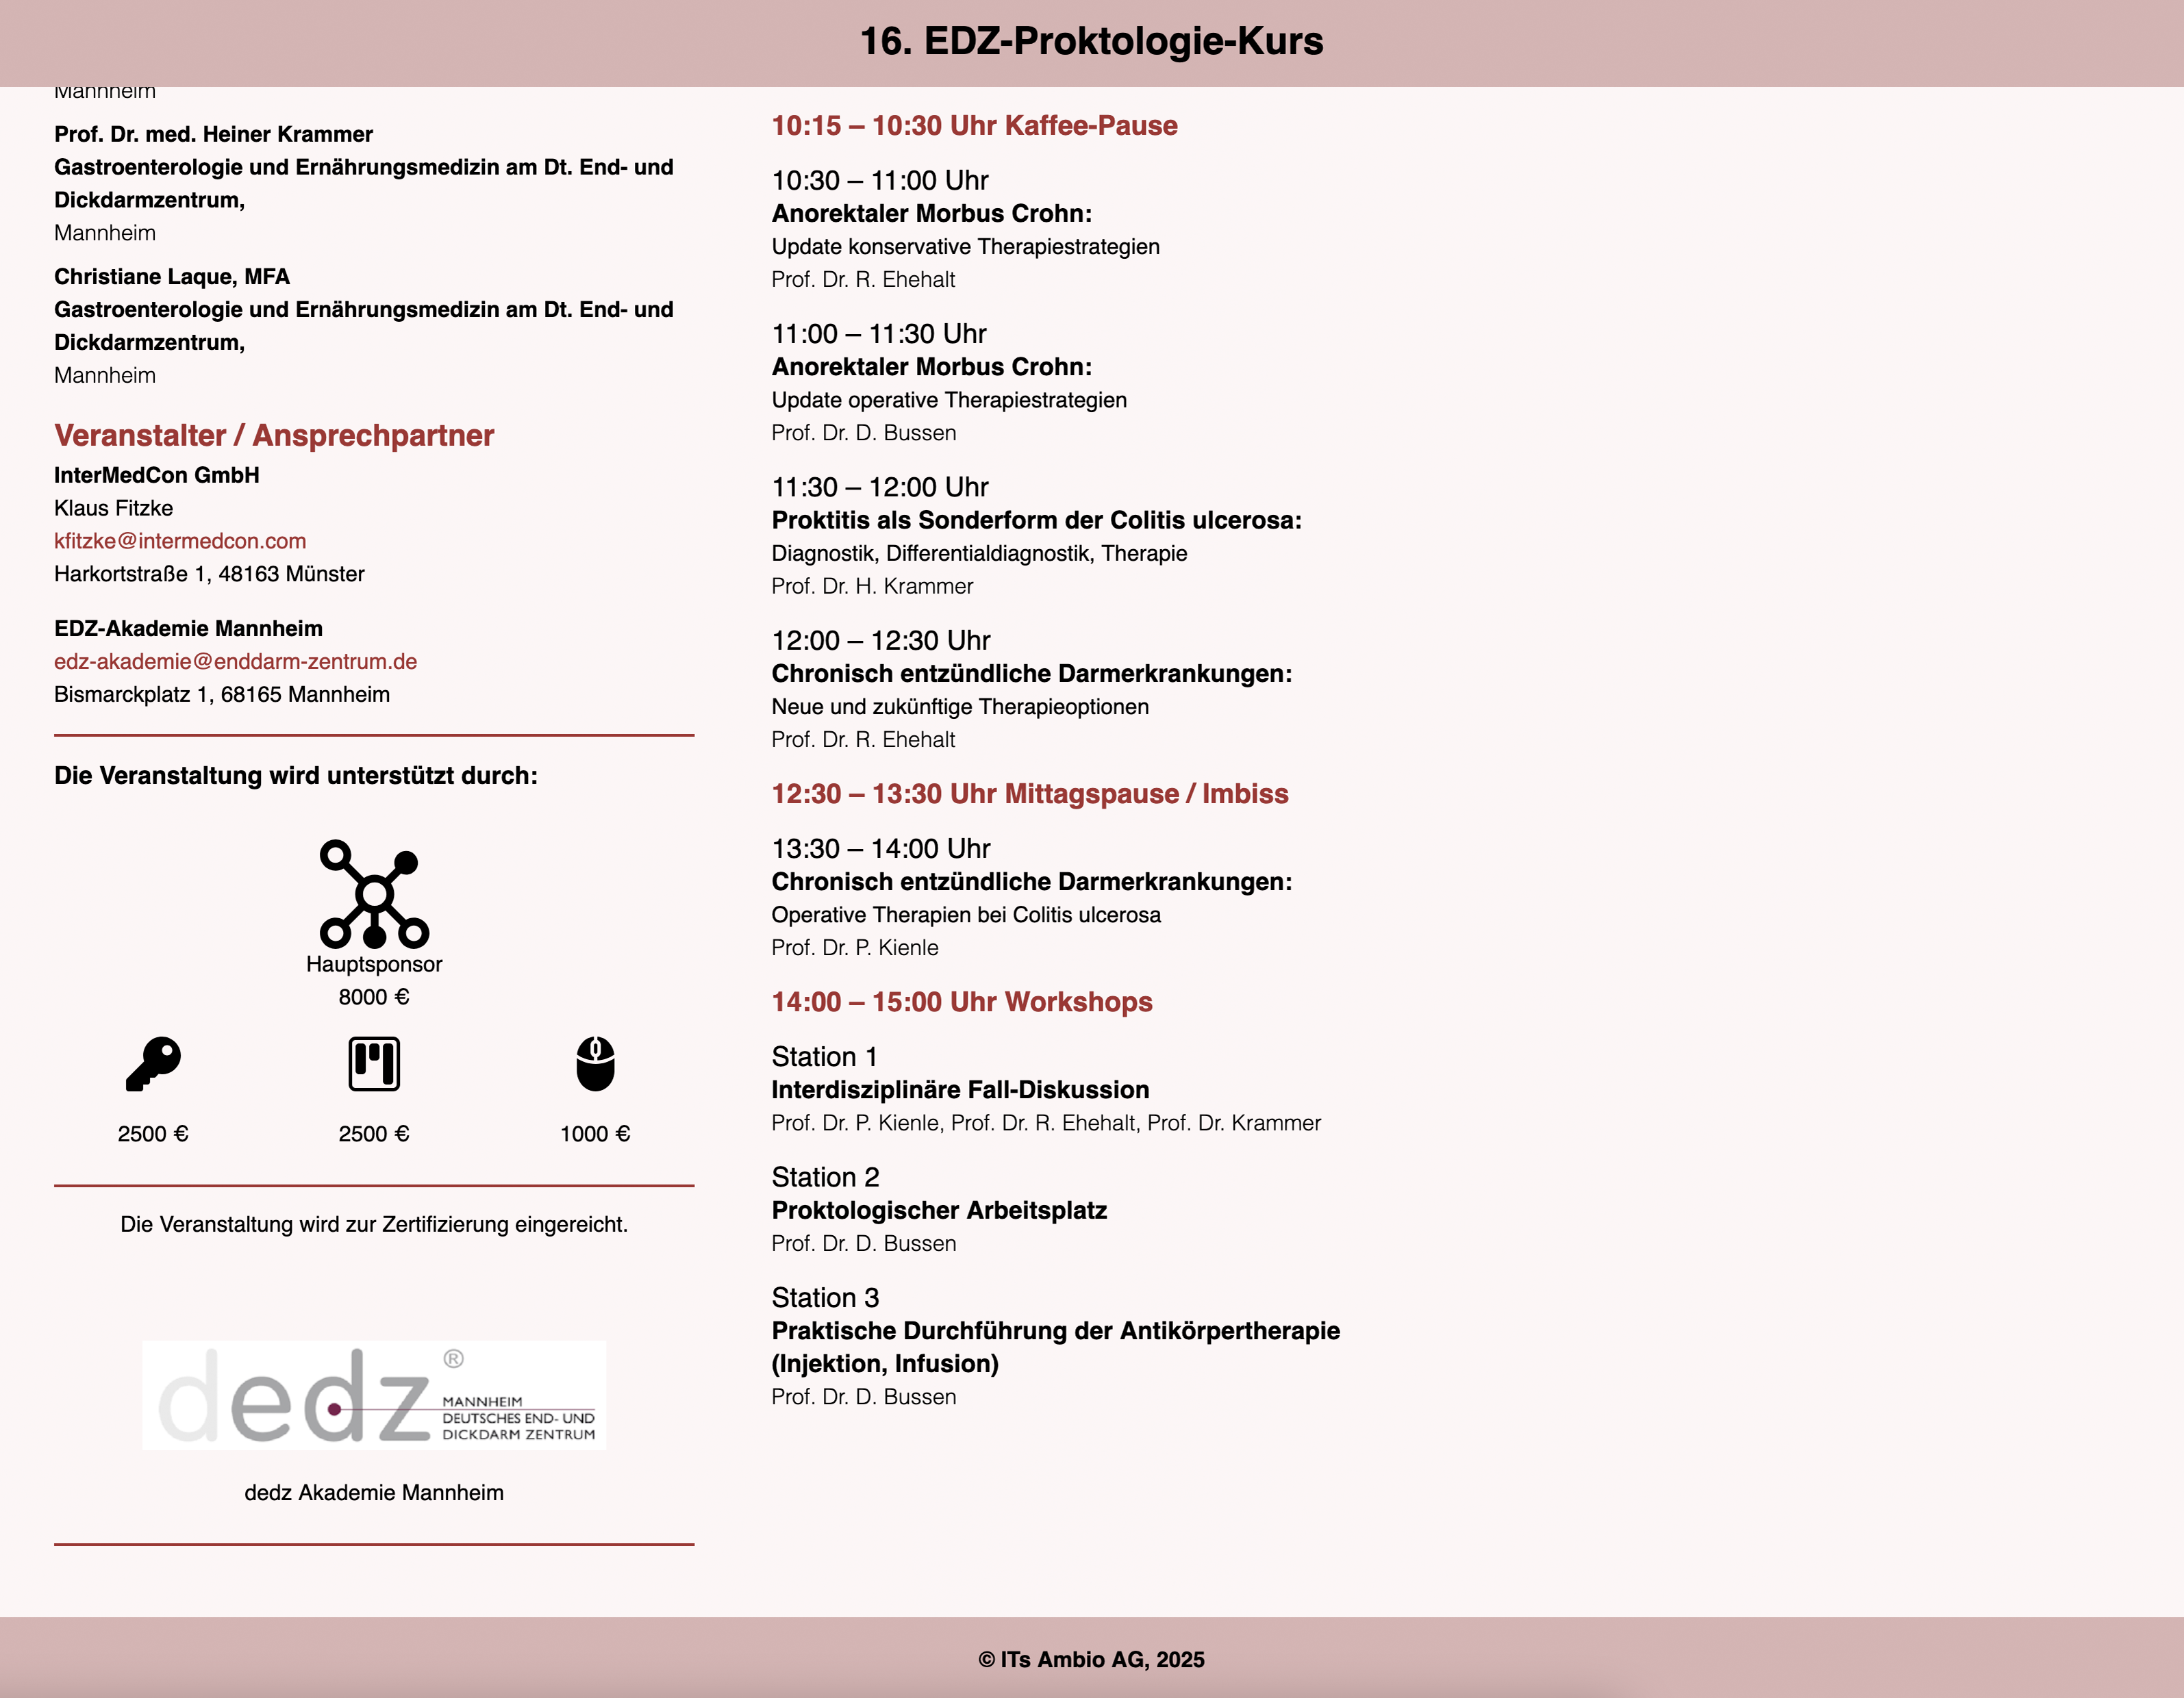 16. EDZ-Proktologie-Kurs
Mannheim
Prof. Dr. med. Heiner Krammer
Gastroenterologie und Ernährungsmedizin am Dt. End- und
Dickdarmzentrum,
Mannheim
Christiane Laque, MFA
Gastroenterologie und Ernährungsmedizin am Dt. End- und
Dickdarmzentrum,
Mannheim
Veranstalter / Ansprechpartner
InterMedCon GmbH
Klaus Fitzke
kfitzke@intermedcon.com
Harkortstraße 1, 48163 Münster
EDZ-Akademie Mannheim
edz-akademie@enddarm-zentrum.de
Bismarckplatz 1, 68165 Mannheim
Die Veranstaltung wird unterstützt durch:
Hauptsponsor
8000 €
2500 €
2500 €
1000 €
Die Veranstaltung wird zur Zertifizierung eingereicht.
dedz ®
MANNHEIM
DEUTSCHES END- UND
DICKDARM ZENTRUM
dedz Akademie Mannheim
10:15 – 10:30 Uhr Kaffee-Pause
10:30 – 11:00 Uhr
Anorektaler Morbus Crohn:
Update konservative Therapiestrategien
Prof. Dr. R. Ehehalt
11:00 – 11:30 Uhr
Anorektaler Morbus Crohn:
Update operative Therapiestrategien
Prof. Dr. D. Bussen
11:30 – 12:00 Uhr
Proktitis als Sonderform der Colitis ulcerosa:
Diagnostik, Differentialdiagnostik, Therapie
Prof. Dr. H. Krammer
12:00 – 12:30 Uhr
Chronisch entzündliche Darmerkrankungen:
Neue und zukünftige Therapieoptionen
Prof. Dr. R. Ehehalt
12:30 – 13:30 Uhr Mittagspause / Imbiss
13:30 – 14:00 Uhr
Chronisch entzündliche Darmerkrankungen:
Operative Therapien bei Colitis ulcerosa
Prof. Dr. P. Kienle
14:00 – 15:00 Uhr Workshops
Station 1
Interdisziplinäre Fall-Diskussion
Prof. Dr. P. Kienle, Prof. Dr. R. Ehehalt, Prof. Dr. Krammer
Station 2
Proktologischer Arbeitsplatz
Prof. Dr. D. Bussen
Station 3
Praktische Durchführung der Antikörpertherapie
(Injektion, Infusion)
Prof. Dr. D. Bussen
© ITs Ambio AG, 2025